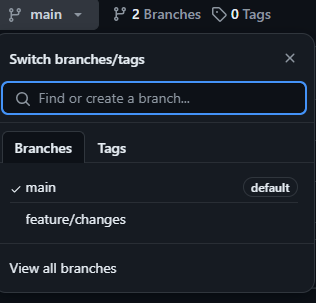 main 2 Branches 0 Tags
Switch branches/tags
Find or create a branch...
Branches Tags
main default
feature/changes
View all branches